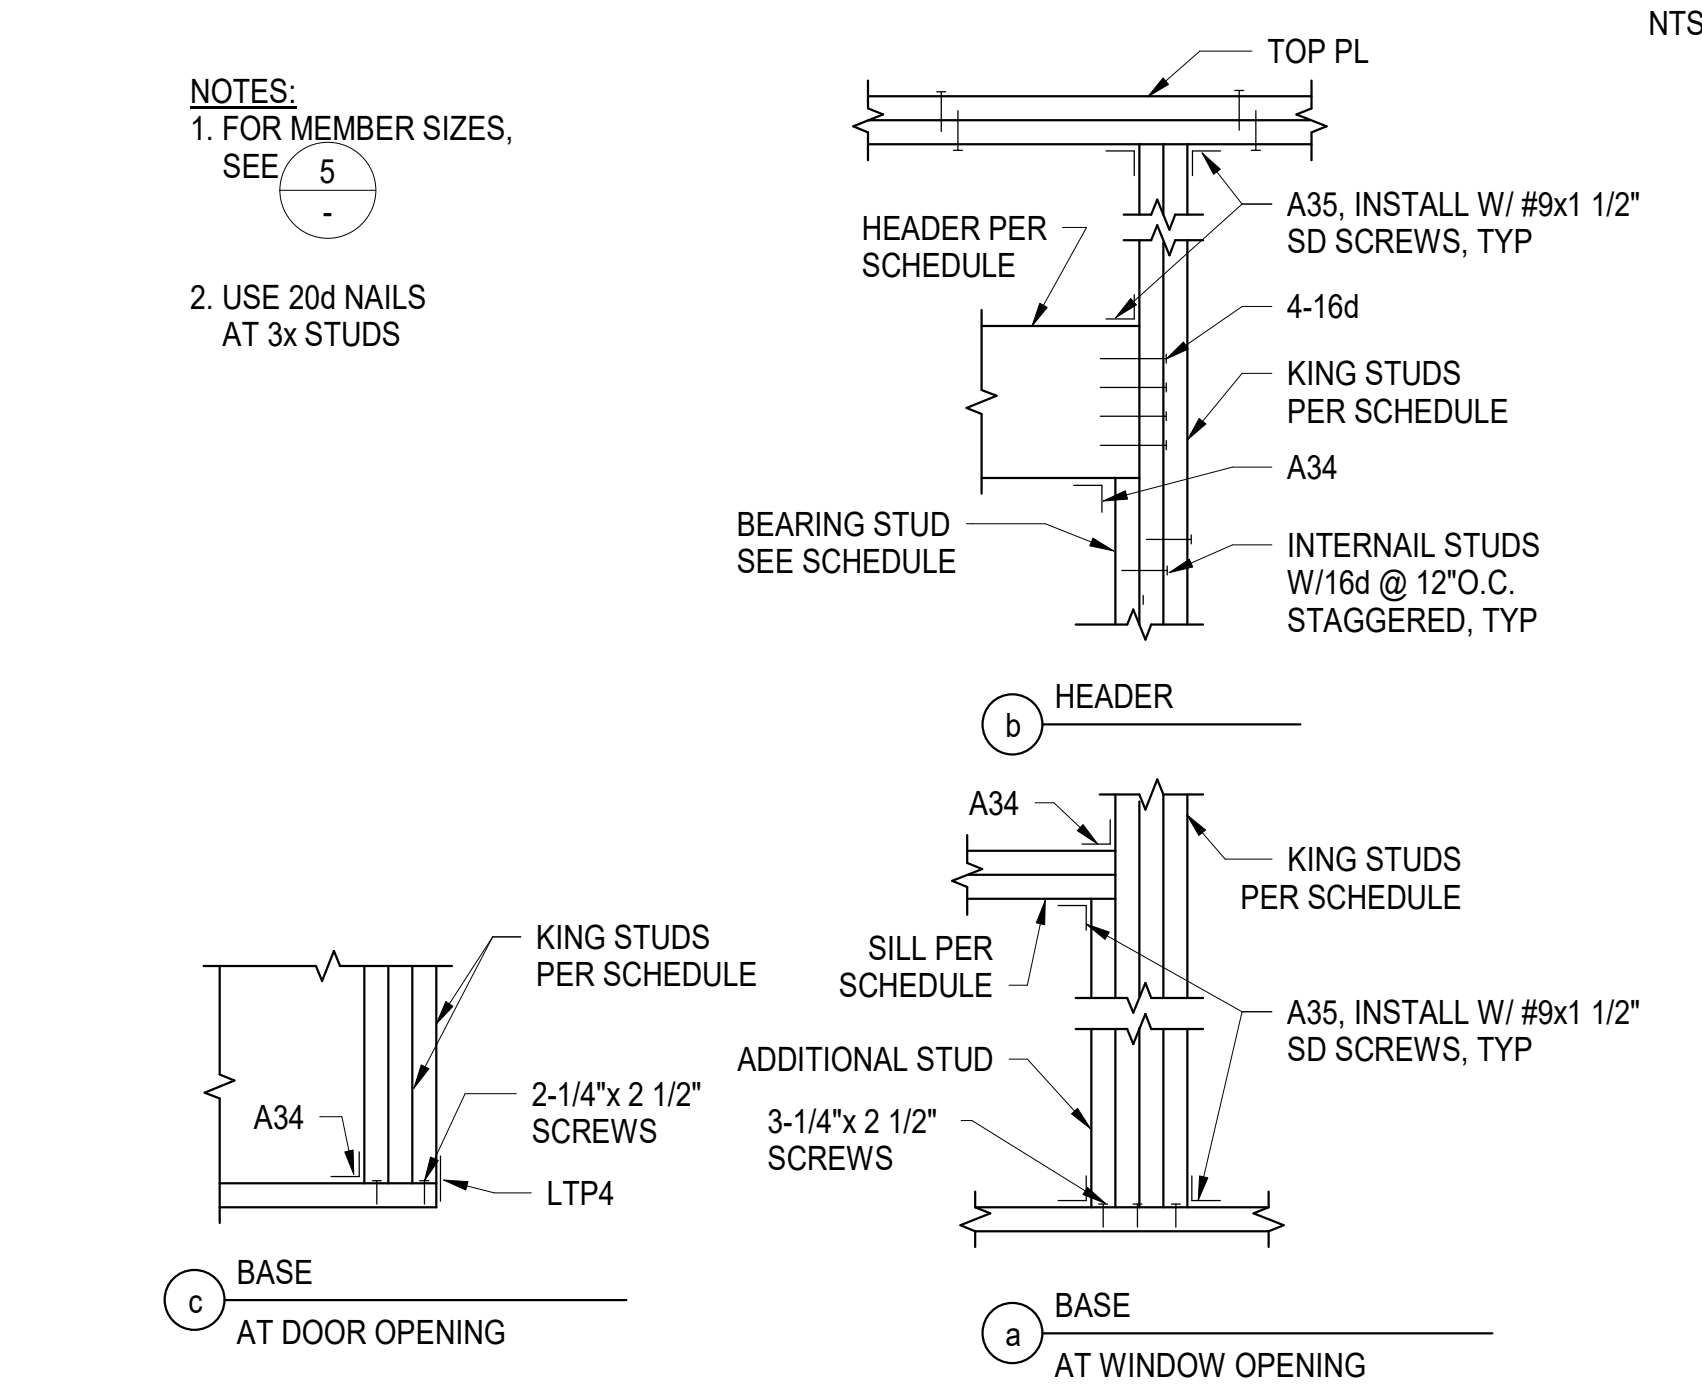 NTS
NOTES:
1. FOR MEMBER SIZES,
SEE
5
-
2. USE 20d NAILS
AT 3x STUDS
TOP PL
A35, INSTALL W/ #9x1 1/2"
SD SCREWS, TYP
HEADER PER
SCHEDULE
4-16d
KING STUDS
PER SCHEDULE
A34
BEARING STUD
SEE SCHEDULE
INTERNAIL STUDS
W/16d @ 12"O.C.
STAGGERED, TYP
b
HEADER
A34
KING STUDS
PER SCHEDULE
SILL PER
SCHEDULE
A35, INSTALL W/ #9x1 1/2"
SD SCREWS, TYP
ADDITIONAL STUD
3-1/4"x 2 1/2"
SCREWS
a
BASE
AT WINDOW OPENING
KING STUDS
PER SCHEDULE
A34
2-1/4"x 2 1/2"
SCREWS
LTP4
c
BASE
AT DOOR OPENING